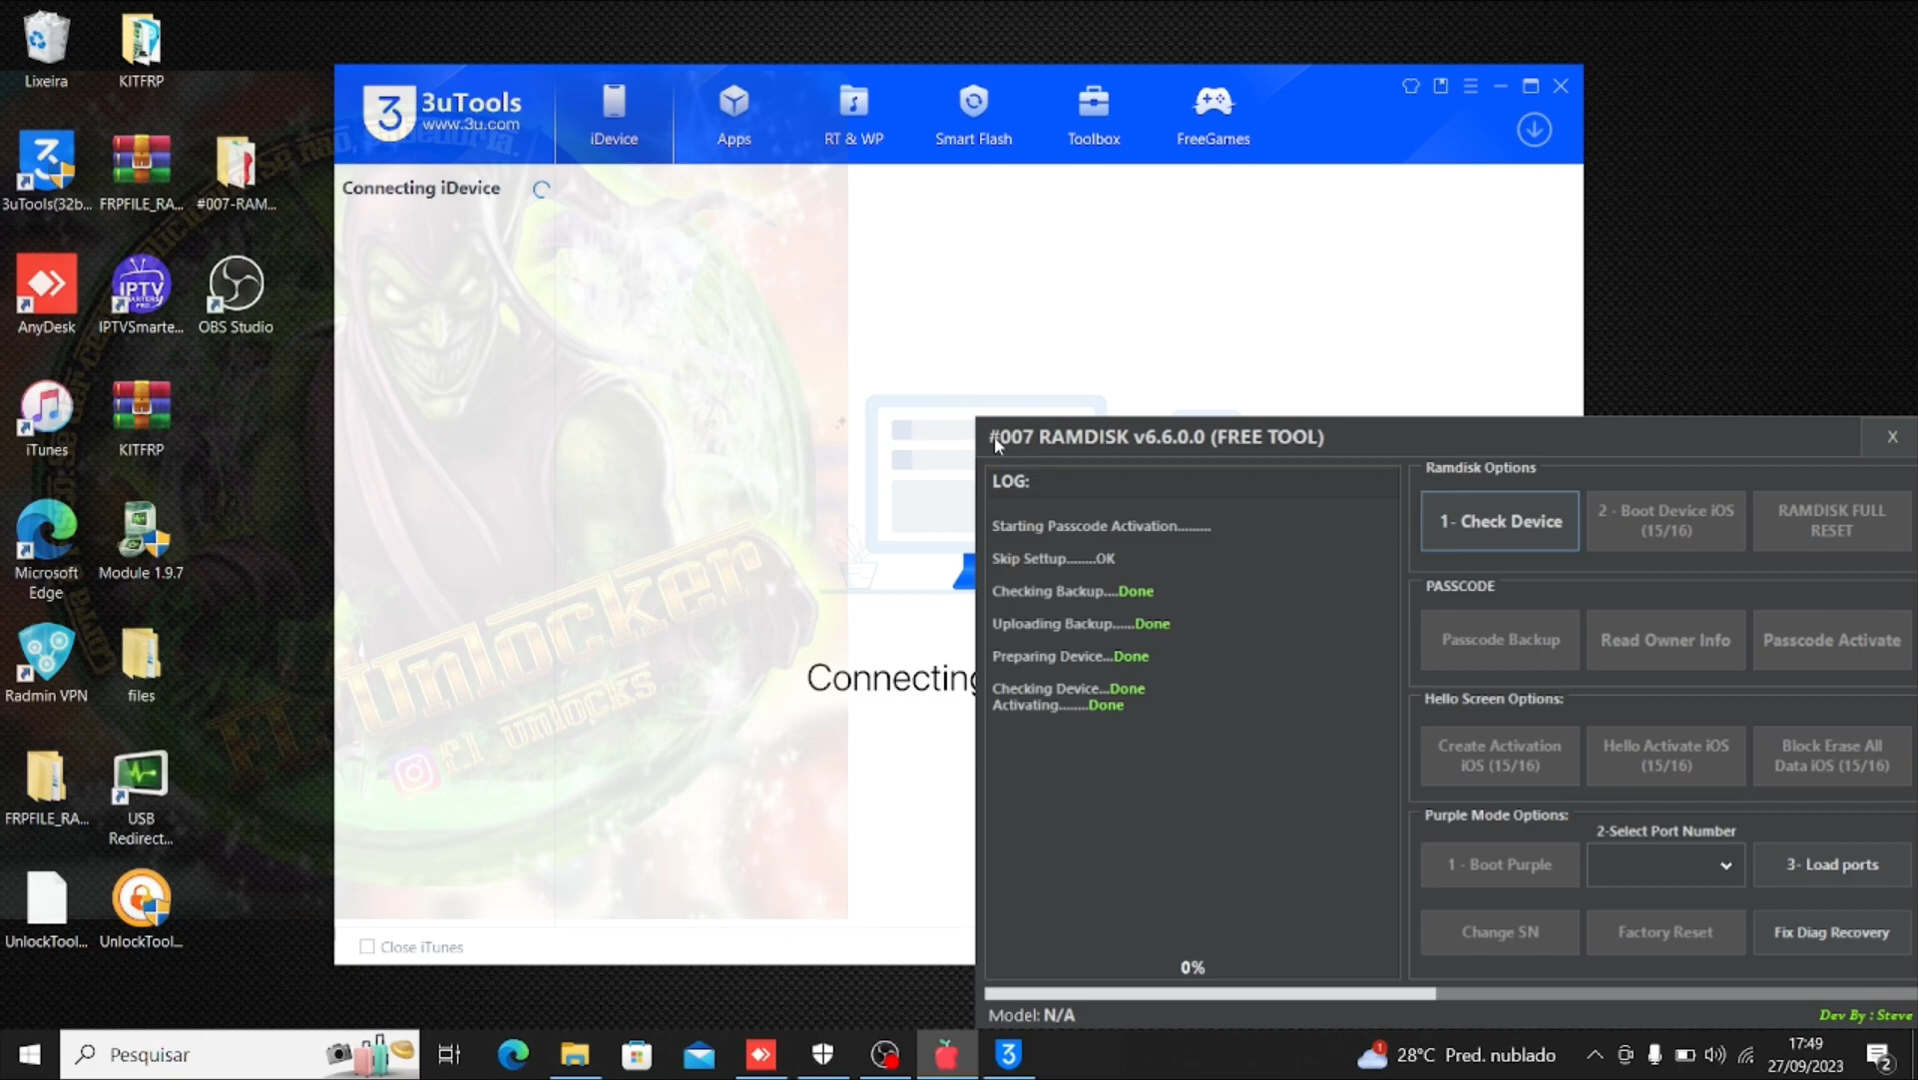 Lixeira
KITFRP
3uTools(32b...
FRPFILE_RA...
#007-RAM...
AnyDesk
IPTV
IPTVSmarte...
OBS Studio
iTunes
KITFRP
Microsoft
Edge
Module 1.9.7
Radmin VPN
files
FRPFILE_RA...
USB
Redirect...
UnlockTool...
UnlockTool...
3uTools
www.3u.com
iDevice
Apps
RT & WP
Smart Flash
Toolbox
FreeGames
Connecting iDevice
Connecting
FL.Unlocker
fl_unlocks
Close iTunes
#007 RAMDISK v6.6.0.0 (FREE TOOL)
X
LOG:
Starting Passcode Activation.........
Skip Settup........OK
Checking Backup....Done
Uploading Backup......Done
Preparing Device...Done
Checking Device...Done
Activating........Done
0%
Model: N/A
Ramdisk Options
1- Check Device
2 - Boot Device iOS
(15/16)
RAMDISK FULL
RESET
PASSCODE
Passcode Backup
Read Owner Info
Passcode Activate
Hello Screen Options:
Create Activation
iOS (15/16)
Hello Activate iOS
(15/16)
Block Erase All
Data iOS (15/16)
Purple Mode Options:
2-Select Port Number
1 - Boot Purple
3- Load ports
Change SN
Factory Reset
Fix Diag Recovery
Dev By : Steve
Pesquisar
28°C Pred. nublado
17:49
27/09/2023
2